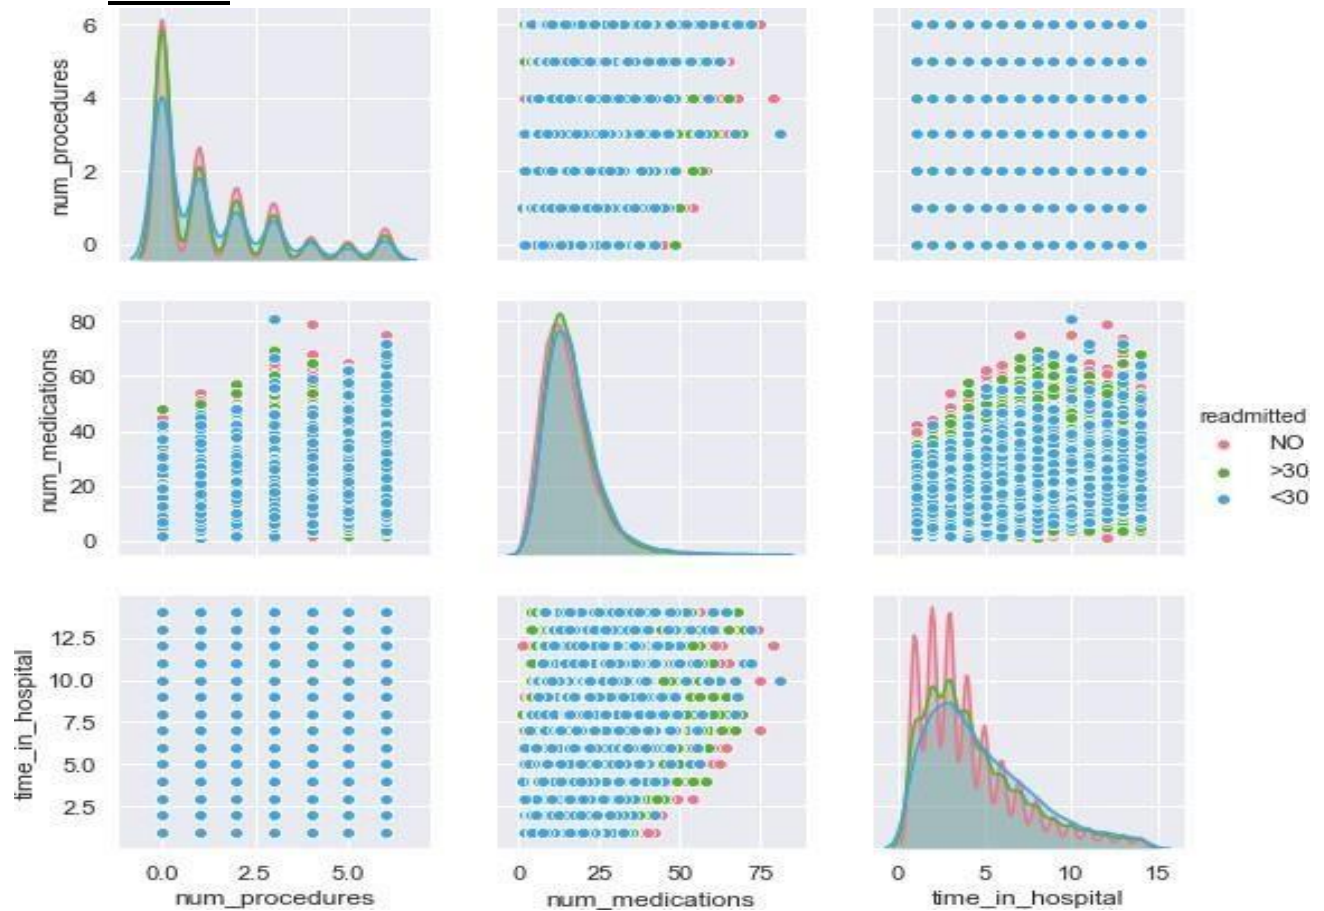 num_procedures
6
4
2
0
num_medications
80
60
40
20
0
readmitted
NO
>30
<30
time_in_hospital
12.5
10.0
7.5
5.0
2.5
0.0 2.5 5.0
num_procedures
0 25 50 75
num_medications
0 5 10 15
time_in_hospital